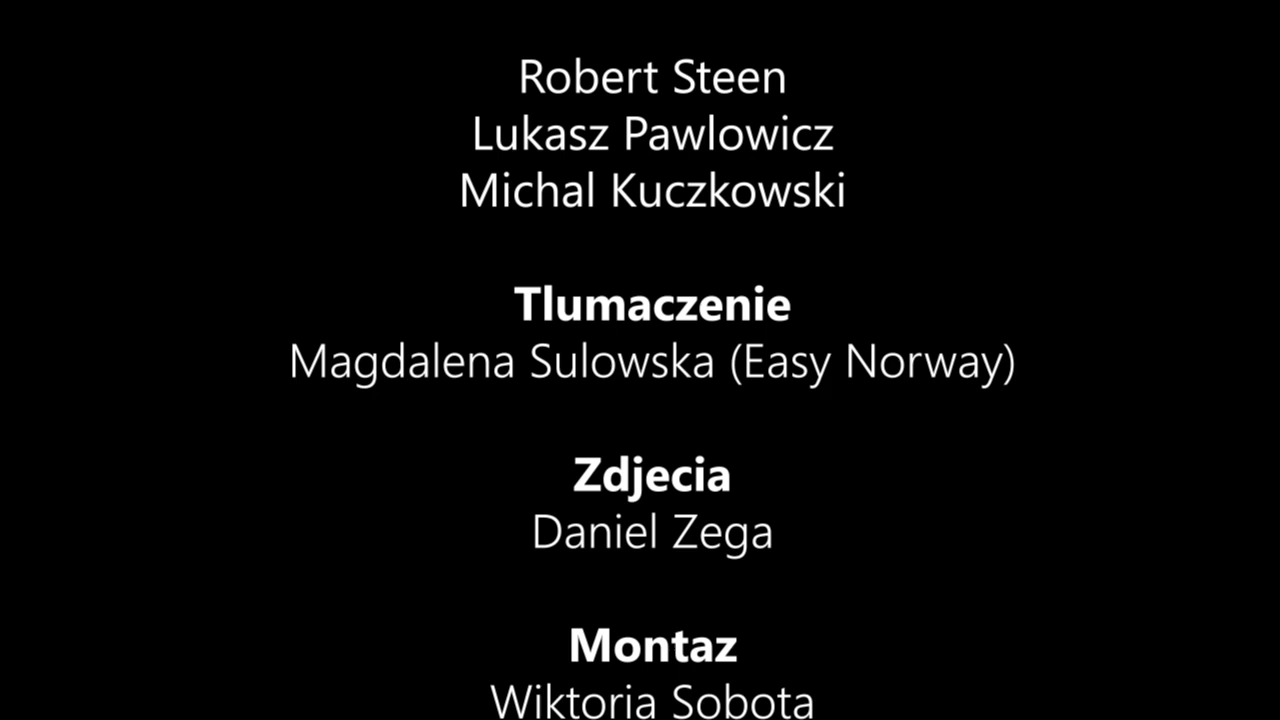 Robert Steen
Lukasz Pawlowicz
Michal Kuczkowski
Tlumaczenie
Magdalena Sulowska (Easy Norway)
Zdjecia
Daniel Zega
Montaz
Wiktoria Sobota